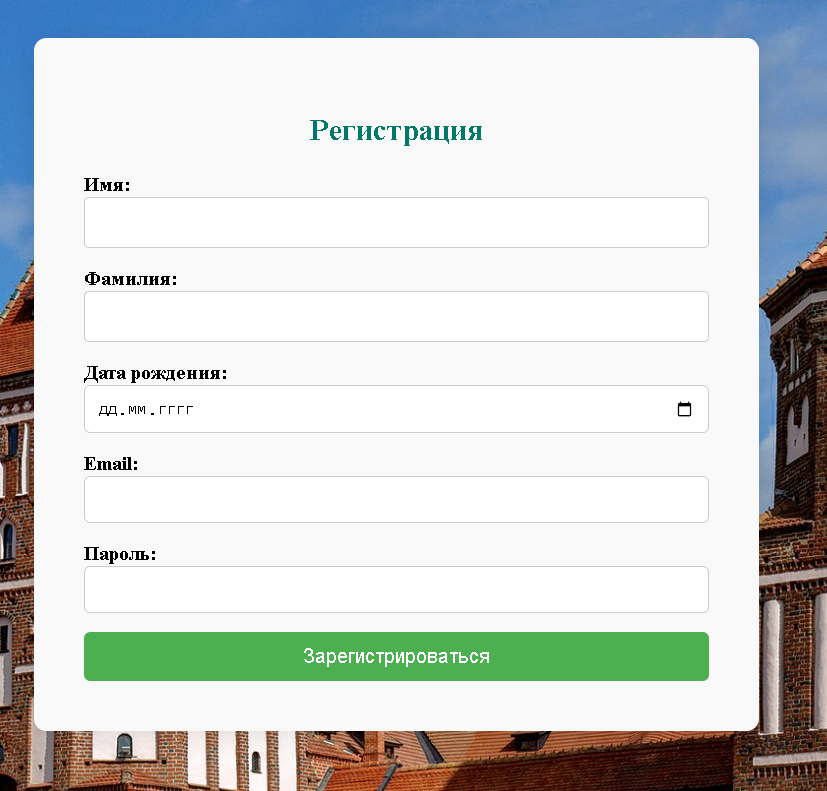 Регистрация
Имя:
Фамилия:
Дата рождения:
дд.мм.гггг
Email:
Пароль:
Зарегистрироваться